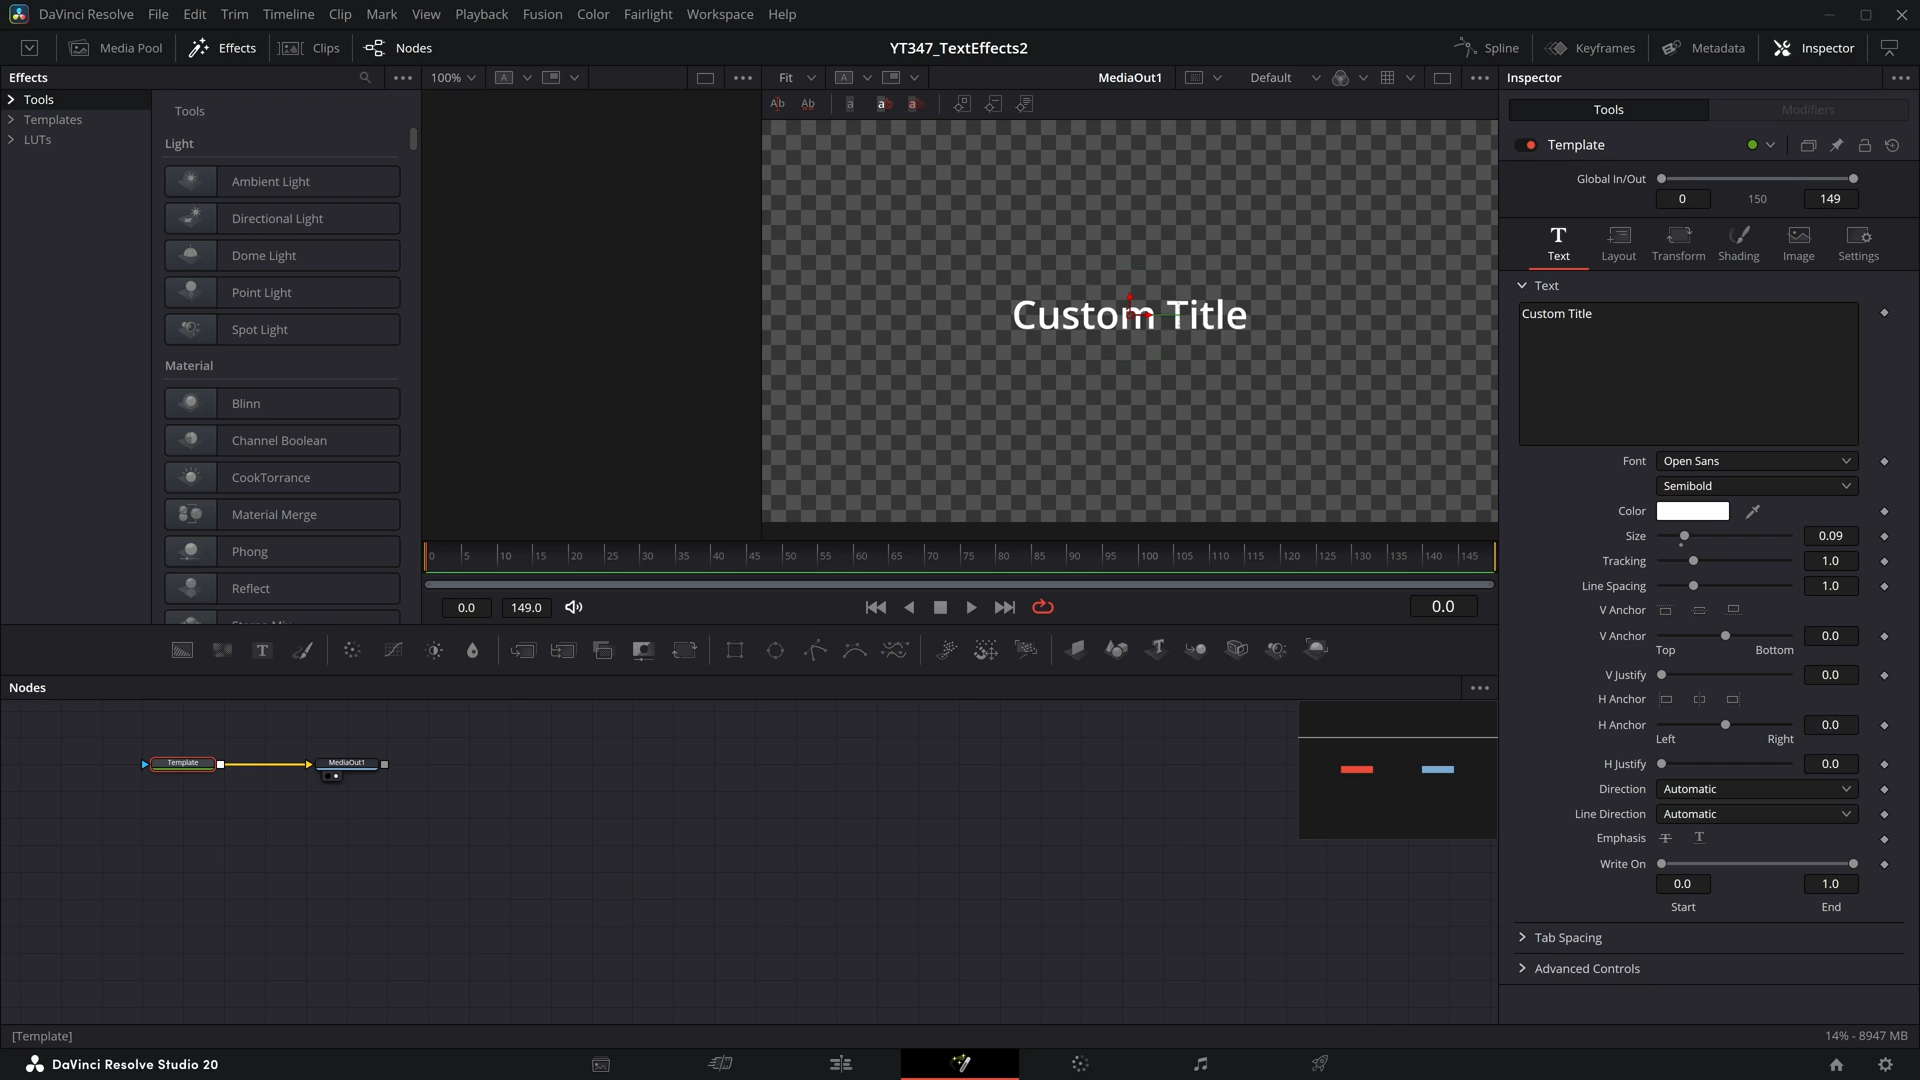 DaVinci Resolve File Edit Trim Timeline Clip Mark View Playback Fusion Color Fairlight Workspace Help
Media Pool Effects Clips Nodes YT347_TextEffects2 Spline Keyframes Metadata Inspector
Effects 100% A Fit A MediaOut1 Default Inspector
Tools
Templates
LUTs
Tools
Light
Ambient Light
Directional Light
Dome Light
Point Light
Spot Light
Material
Blinn
Channel Boolean
CookTorrance
Material Merge
Phong
Reflect
Ab Ab a a a
Custom Title
0 5 10 15 20 25 30 35 40 45 50 55 60 65 70 75 80 85 90 95 100 105 110 115 120 125 130 135 140 145
0.0 149.0 0.0
T T
Nodes
Template MediaOut1
Tools Modifiers
Template
Global In/Out
0 150 149
T
Text Layout Transform Shading Image Settings
Text
Custom Title
Font Open Sans
Semibold
Color
Size 0.09
Tracking 1.0
Line Spacing 1.0
V Anchor
V Anchor 0.0
Top Bottom
V Justify 0.0
H Anchor
H Anchor 0.0
Left Right
H Justify 0.0
Direction Automatic
Line Direction Automatic
Emphasis T T
Write On
0.0 1.0
Start End
Tab Spacing
Advanced Controls
[Template] 14% - 8947 MB
DaVinci Resolve Studio 20